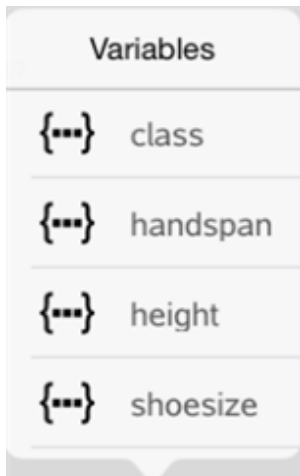 Variables
{...} class
{...} handspan
{...} height
{...} shoesize